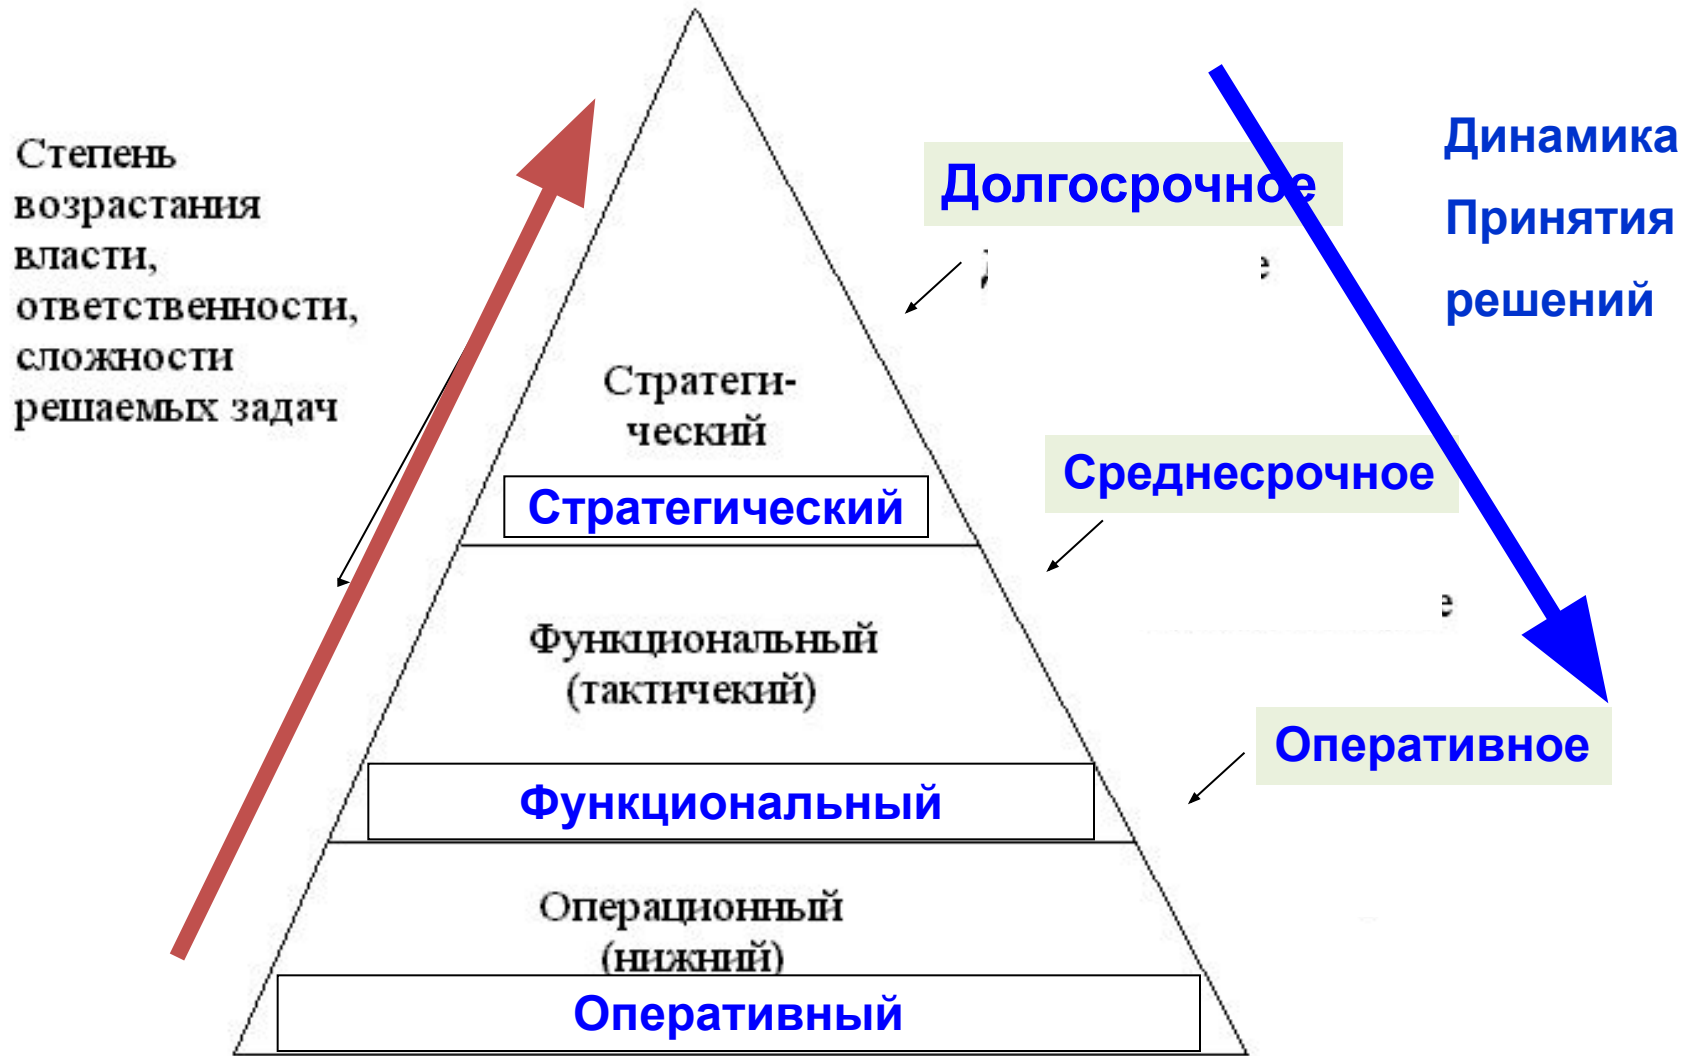 Степень
возрастания
власти,
ответственности,
сложности
решаемых задач
Долгосрочное
Динамика
Принятия
решений
Стратеги-
ческий
Стратегический
Среднесрочное
Функциональный
(тактичекий)
Функциональный
Оперативное
Операционный
(нижний)
Оперативный